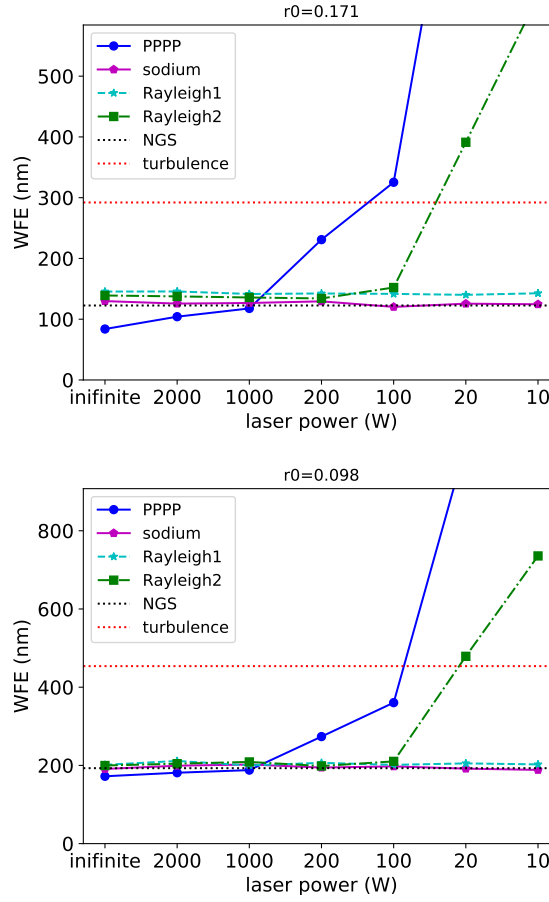 r0=0.171
PPPP
sodium
Rayleigh1
Rayleigh2
NGS
turbulence
WFE (nm)
500
400
300
200
100
0
inifinite 2000 1000 200 100 20 10
laser power (W)
r0=0.098
PPPP
sodium
Rayleigh1
Rayleigh2
NGS
turbulence
WFE (nm)
800
600
400
200
0
inifinite 2000 1000 200 100 20 10
laser power (W)